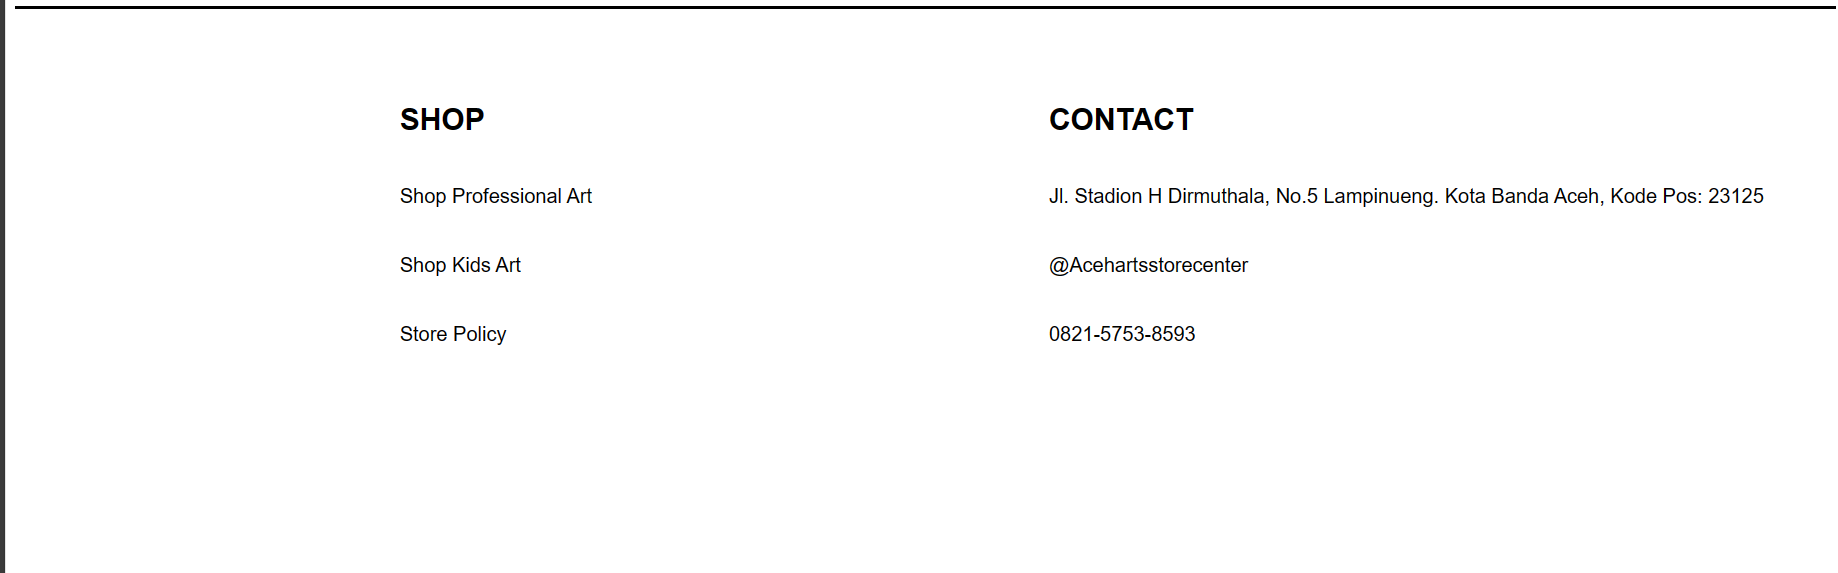 SHOP
Shop Professional Art
Shop Kids Art
Store Policy
CONTACT
Jl. Stadion H Dirmuthala, No.5 Lampinueng. Kota Banda Aceh, Kode Pos: 23125
@Acehartsstorecenter
0821-5753-8593